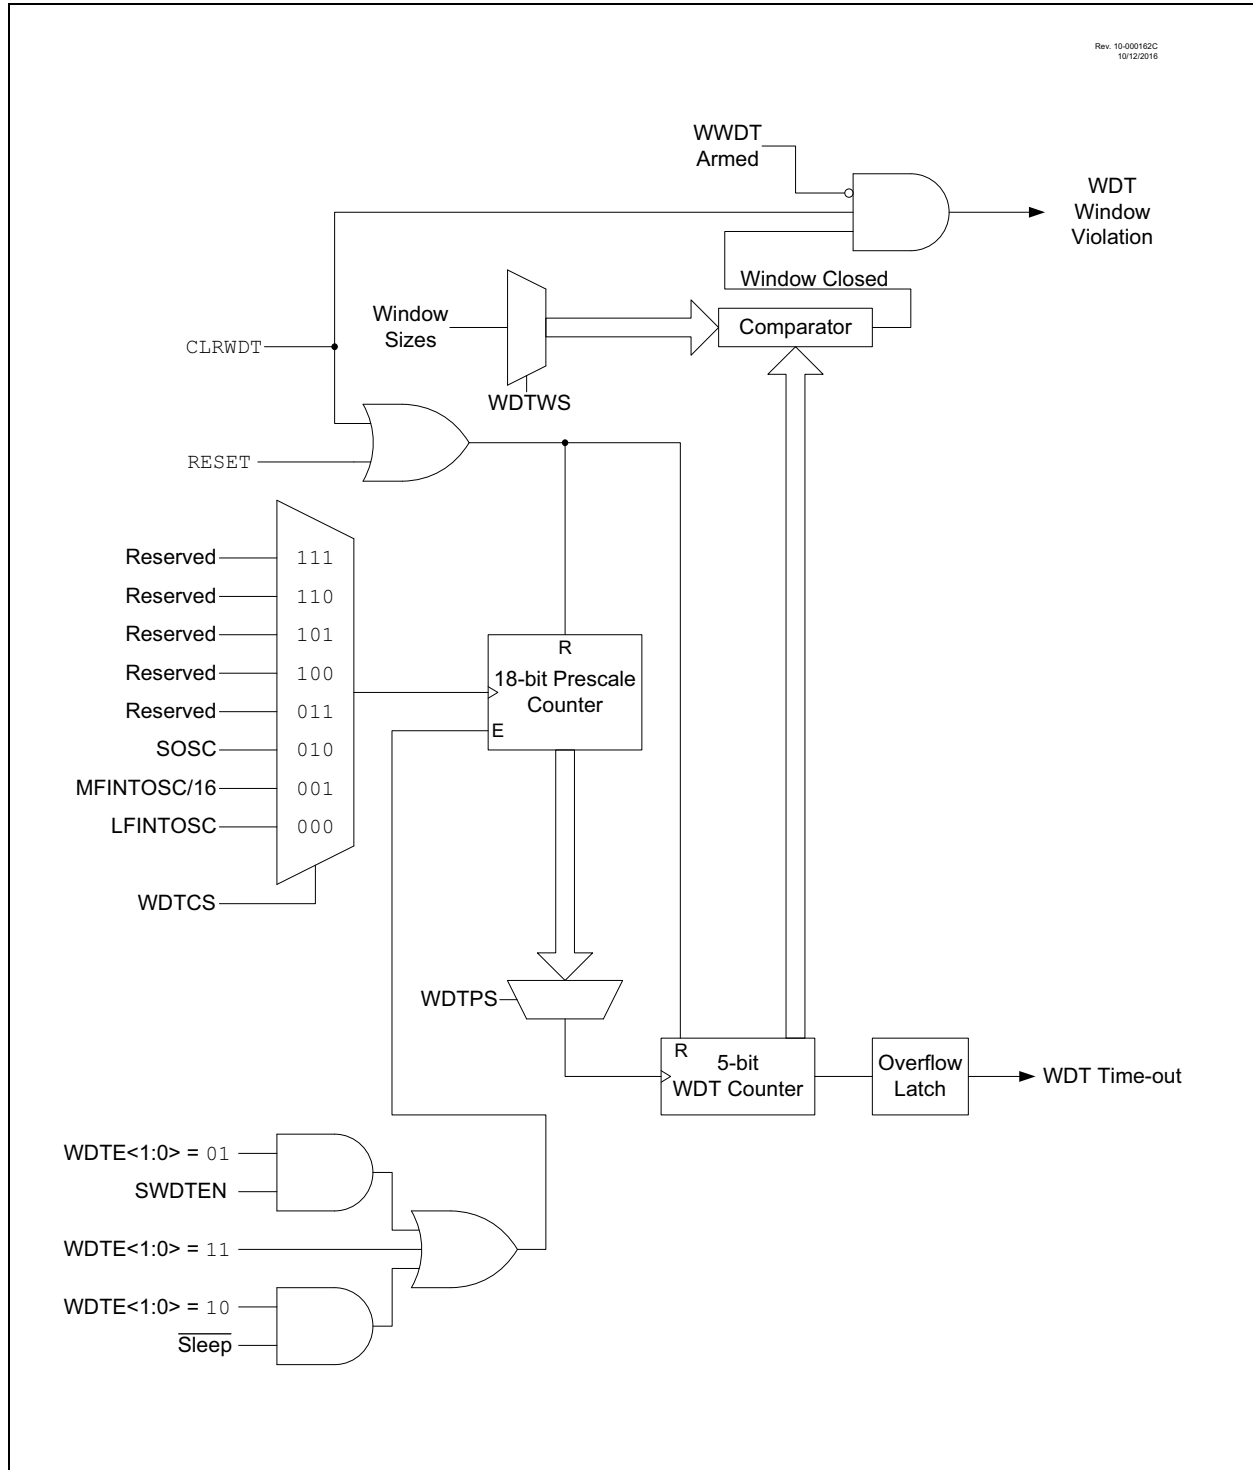 Rev. 10-000162C
10/12/2016
WWDT
Armed
WDT
Window
Violation
Window Closed
Window
Sizes
Comparator
CLRWDT
WDTWS
RESET
Reserved 111
Reserved 110
Reserved 101
Reserved 100
Reserved 011
SOSC 010
MFINTOSC/16 001
LFINTOSC 000
WDTCS
R
18-bit Prescale
Counter
E
WDTPS
R
5-bit
WDT Counter
Overflow
Latch
WDT Time-out
WDTE<1:0> = 01
SWDTEN
WDTE<1:0> = 11
WDTE<1:0> = 10
Sleep